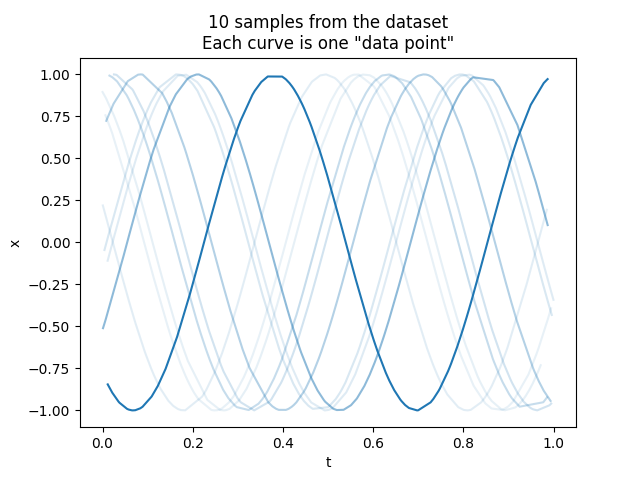 10 samples from the dataset
Each curve is one "data point"
1.00
0.75
0.50
0.25
0.00
−0.25
−0.50
−0.75
−1.00
x
0.0 0.2 0.4 0.6 0.8 1.0
t